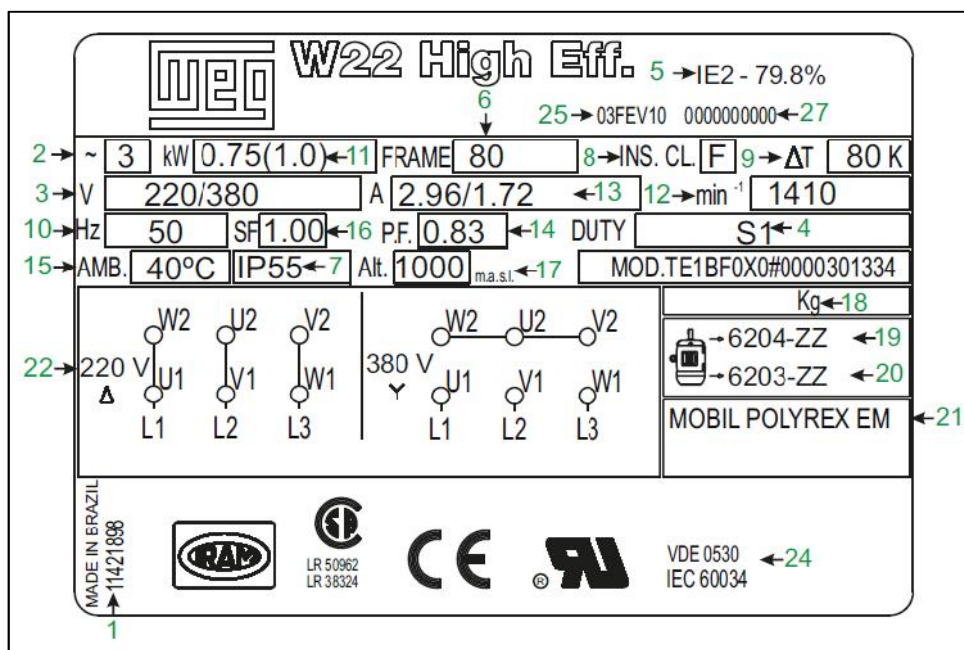 WEG W22 High Eff. 5 IE2 - 79.8%
6 25 03FEV10 0000000000 27
2 ~ 3 kW 0.75(1.0) 11 FRAME 80 8 INS. CL. F 9 ΔT 80 K
3 V 220/380 A 2.96/1.72 13 12 min -1 1410
10 Hz 50 SF 1.00 16 P.F. 0.83 14 DUTY S1 4
15 AMB. 40ºC IP55 7 Alt. 1000 m.a.s.l. 17 MOD.TE1BF0X0#0000301334
Kg 18
W2 U2 V2 W2 U2 V2
6204-ZZ 19
22 220 V Δ 380 V Y
6203-ZZ 20
U1 V1 W1 U1 V1 W1
MOBIL POLYREX EM 21
L1 L2 L3 L1 L2 L3
MADE IN BRAZIL
11421898
1
IRAM
LR 50962
LR 38324
CE
®
VDE 0530 24
IEC 60034